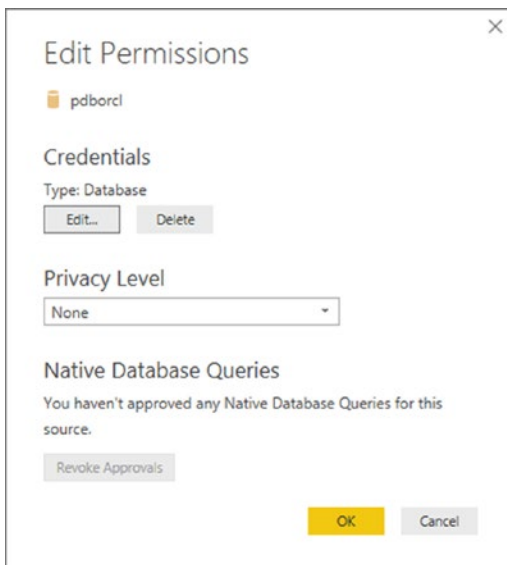 Edit Permissions
pdborcl
Credentials
Type: Database
Edit... Delete
Privacy Level
None
Native Database Queries
You haven't approved any Native Database Queries for this
source.
Revoke Approvals
OK Cancel